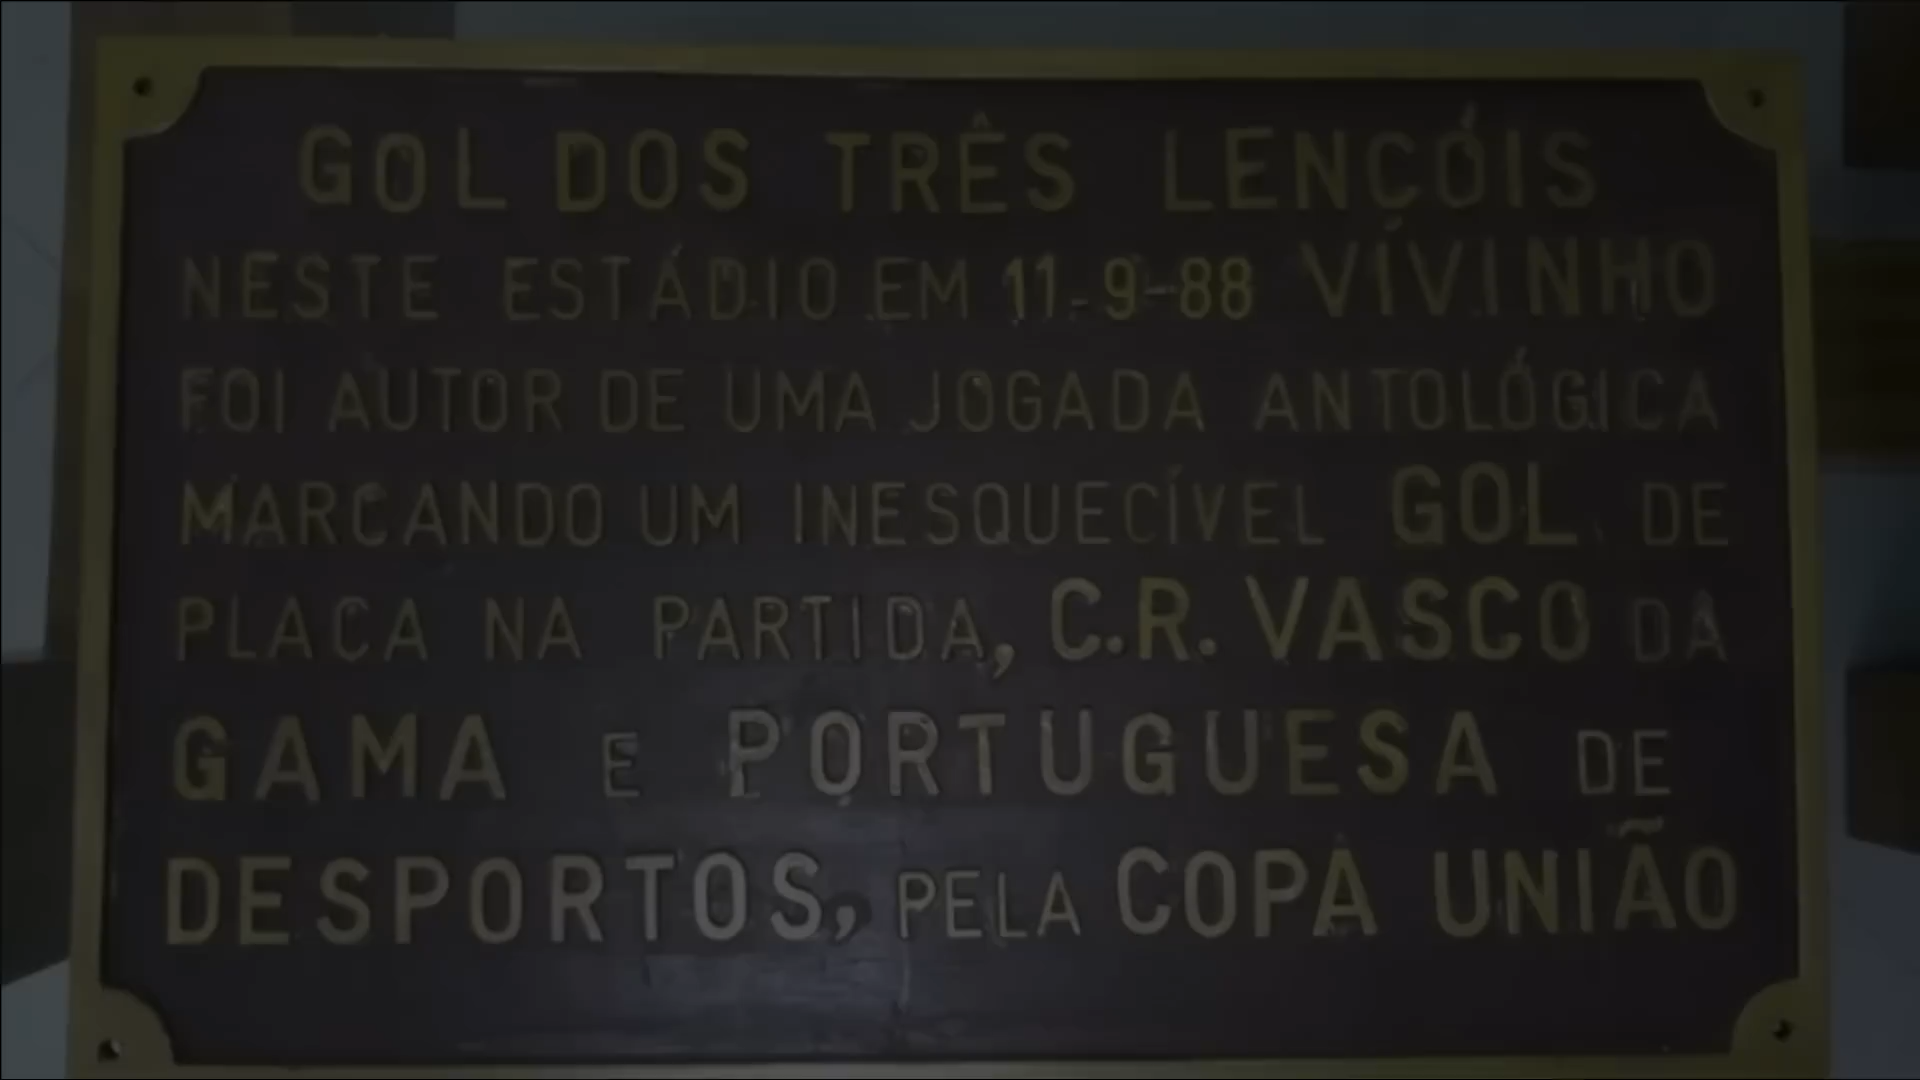 GOL DOS TRÊS LENÇÓIS
NESTE ESTÁDIO EM 11-9-88 VÍVINHO
FOI AUTOR DE UMA JOGADA ANTOLÓGICA
MARCANDO UM INESQUECÍVEL GOL DE
PLACA NA PARTIDA, C.R. VASCO DA
GAMA E PORTUGUESA DE
DESPORTOS, PELA COPA UNIÃO